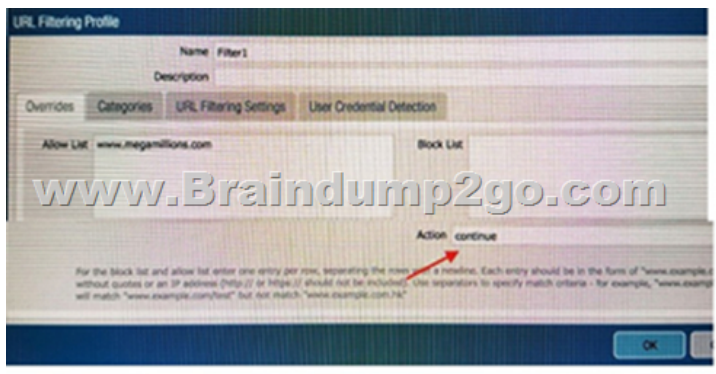 URL Filtering Profile
Name Filter1
Description
Overrides Categories URL Filtering Settings User Credential Detection
Allow List www.megamillions.com
Block List
www.Braindump2go.com
Action continue
For the block list and allow list enter one entry per row, separating the rows with a newline. Each entry should be in the form of "www.example.c
without quotes or an IP address (http:// or https:// should not be included). Use separators to specify match criteria - for example, "www.examp
will match "www.example.com/test" but not match "www.example.com.hk"
OK